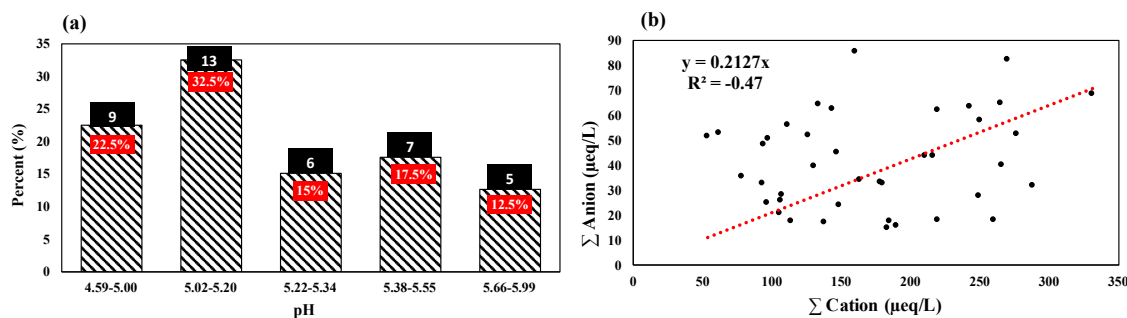 (a)
35
30
25
20
15
10
5
0
Percent (%)
9
22.5%
13
32.5%
6
15%
7
17.5%
5
12.5%
4.59-5.00 5.02-5.20 5.22-5.34 5.38-5.55 5.66-5.99
pH
(b)
90
80
70
60
50
40
30
20
10
0
∑ Anion (µeq/L)
y = 0.2127x
R² = -0.47
0 50 100 150 200 250 300 350
∑ Cation (µeq/L)